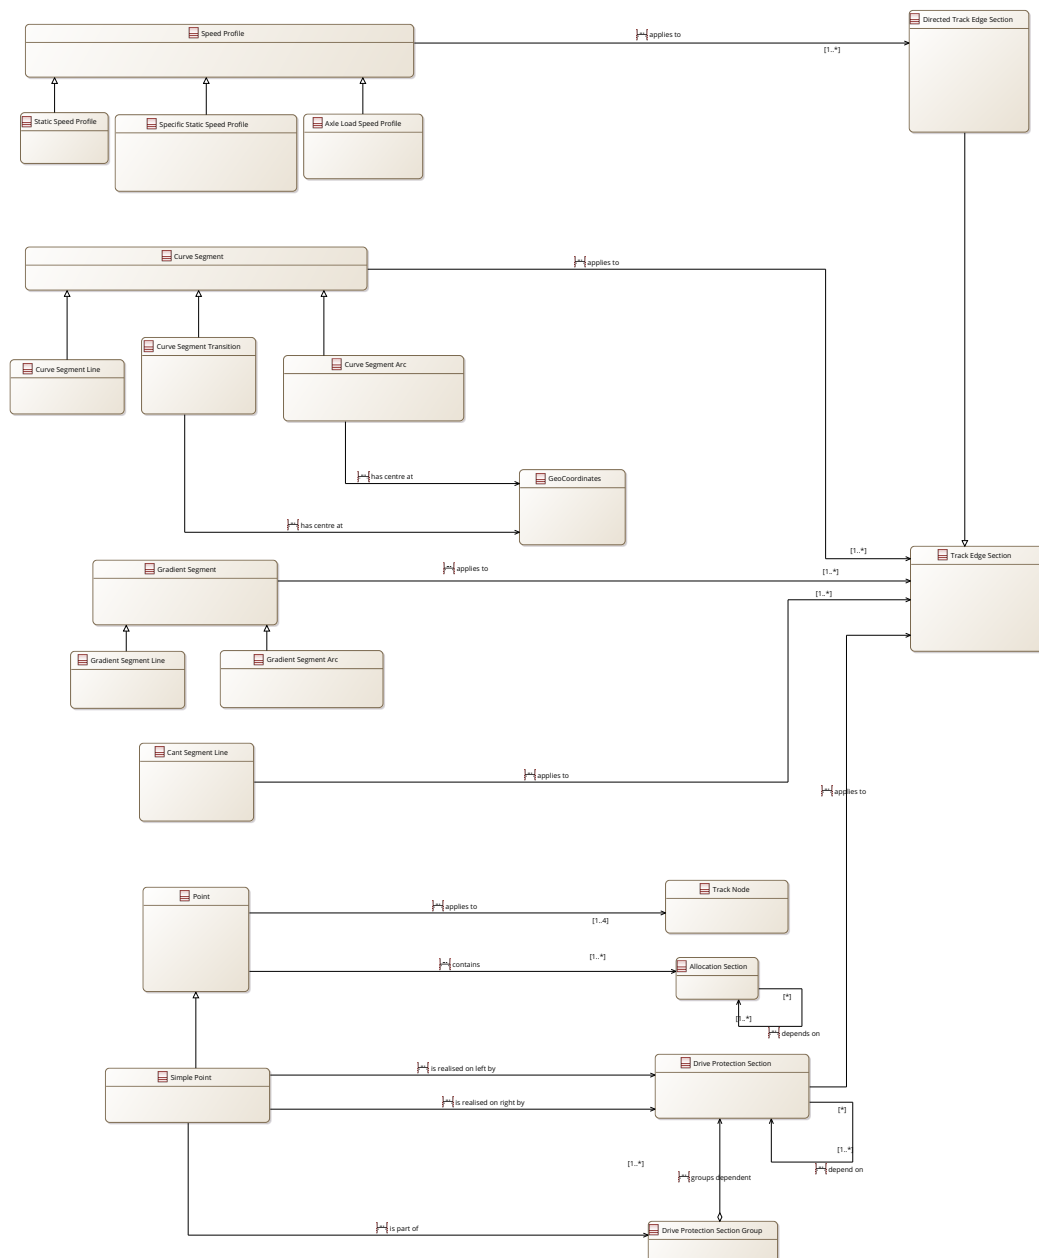 Speed Profile
Directed Track Edge Section
applies to
[1..*]
Static Speed Profile
Specific Static Speed Profile
Axle Load Speed Profile
Curve Segment
applies to
Curve Segment Transition
Curve Segment Line
Curve Segment Arc
has centre at
GeoCoordinates
has centre at
[1..*]
Track Edge Section
Gradient Segment
applies to
[1..*]
[1..*]
Gradient Segment Line
Gradient Segment Arc
Cant Segment Line
applies to
applies to
Point
Track Node
applies to
[1..4]
[1..*]
contains
Allocation Section
[*]
[1..*]
depends on
Drive Protection Section
is realised on left by
Simple Point
is realised on right by
[*]
[1..*]
[1..*]
depend on
groups dependent
is part of
Drive Protection Section Group